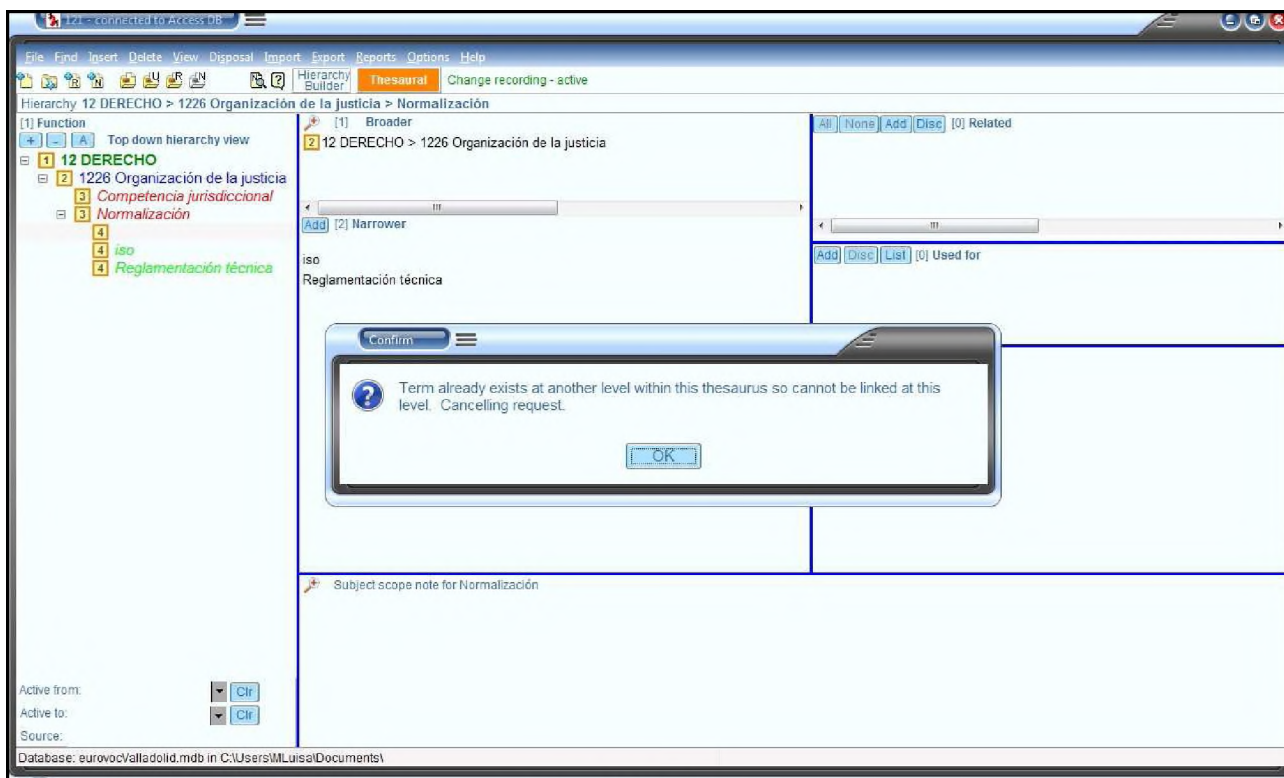 121 - connected to Access DB
File Find Insert Delete View Disposal Import Export Reports Options Help
Hierarchy Builder Thesaural Change recording - active
Hierarchy 12 DERECHO > 1226 Organización de la justicia > Normalización
[1] Function
+ - A Top down hierarchy view
1 12 DERECHO
2 1226 Organización de la justicia
3 Competencia jurisdiccional
3 Normalización
4
4 iso
4 Reglamentación técnica
[1] Broader
2 12 DERECHO > 1226 Organización de la justicia
Add [2] Narrower
iso
Reglamentación técnica
All None Add Disc [0] Related
Add Disc List [0] Used for
Confirm
Term already exists at another level within this thesaurus so cannot be linked at this
level. Cancelling request.
OK
Subject scope note for Normalización
Active from: Clr
Active to: Clr
Source:
Database: eurovocValladolid.mdb in C:\Users\MLuisa\Documents\